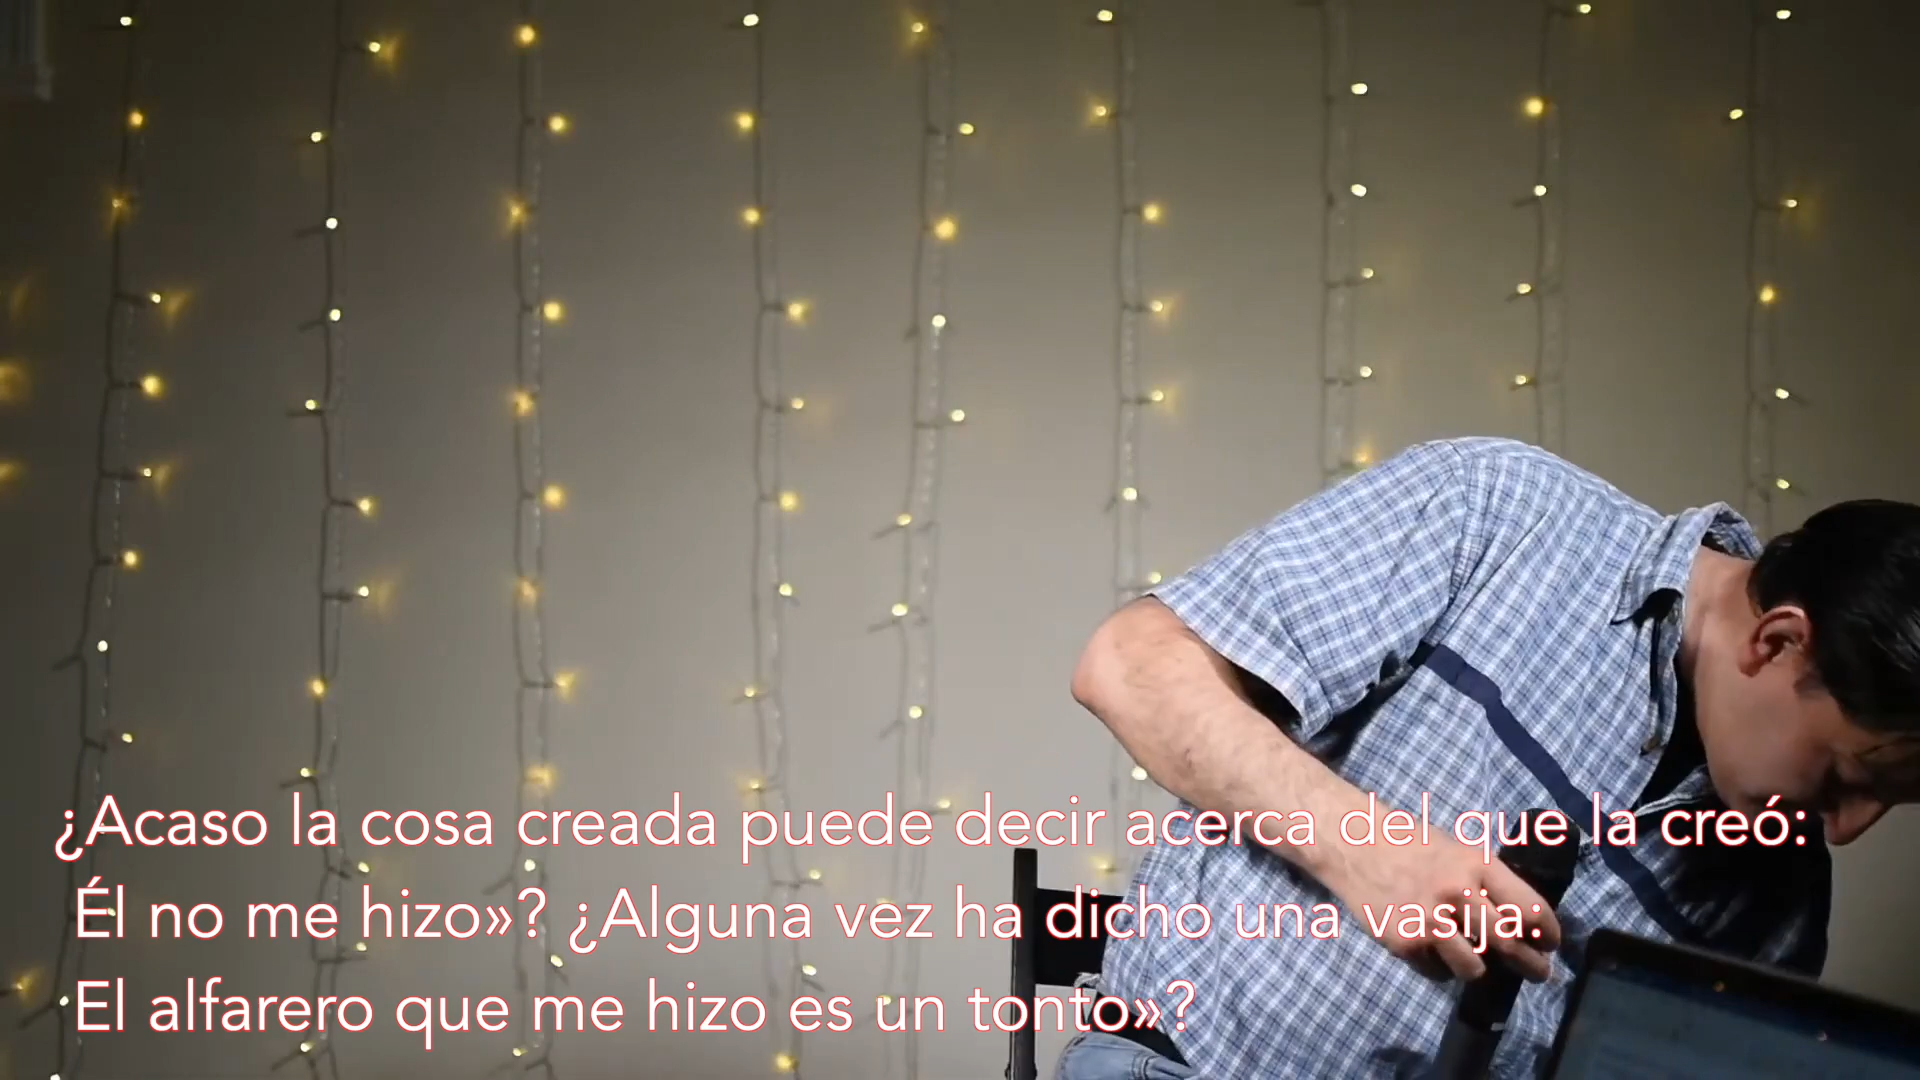 ¿Acaso la cosa creada puede decir acerca del que la creó:
Él no me hizo»? ¿Alguna vez ha dicho una vasija:
El alfarero que me hizo es un tonto»?